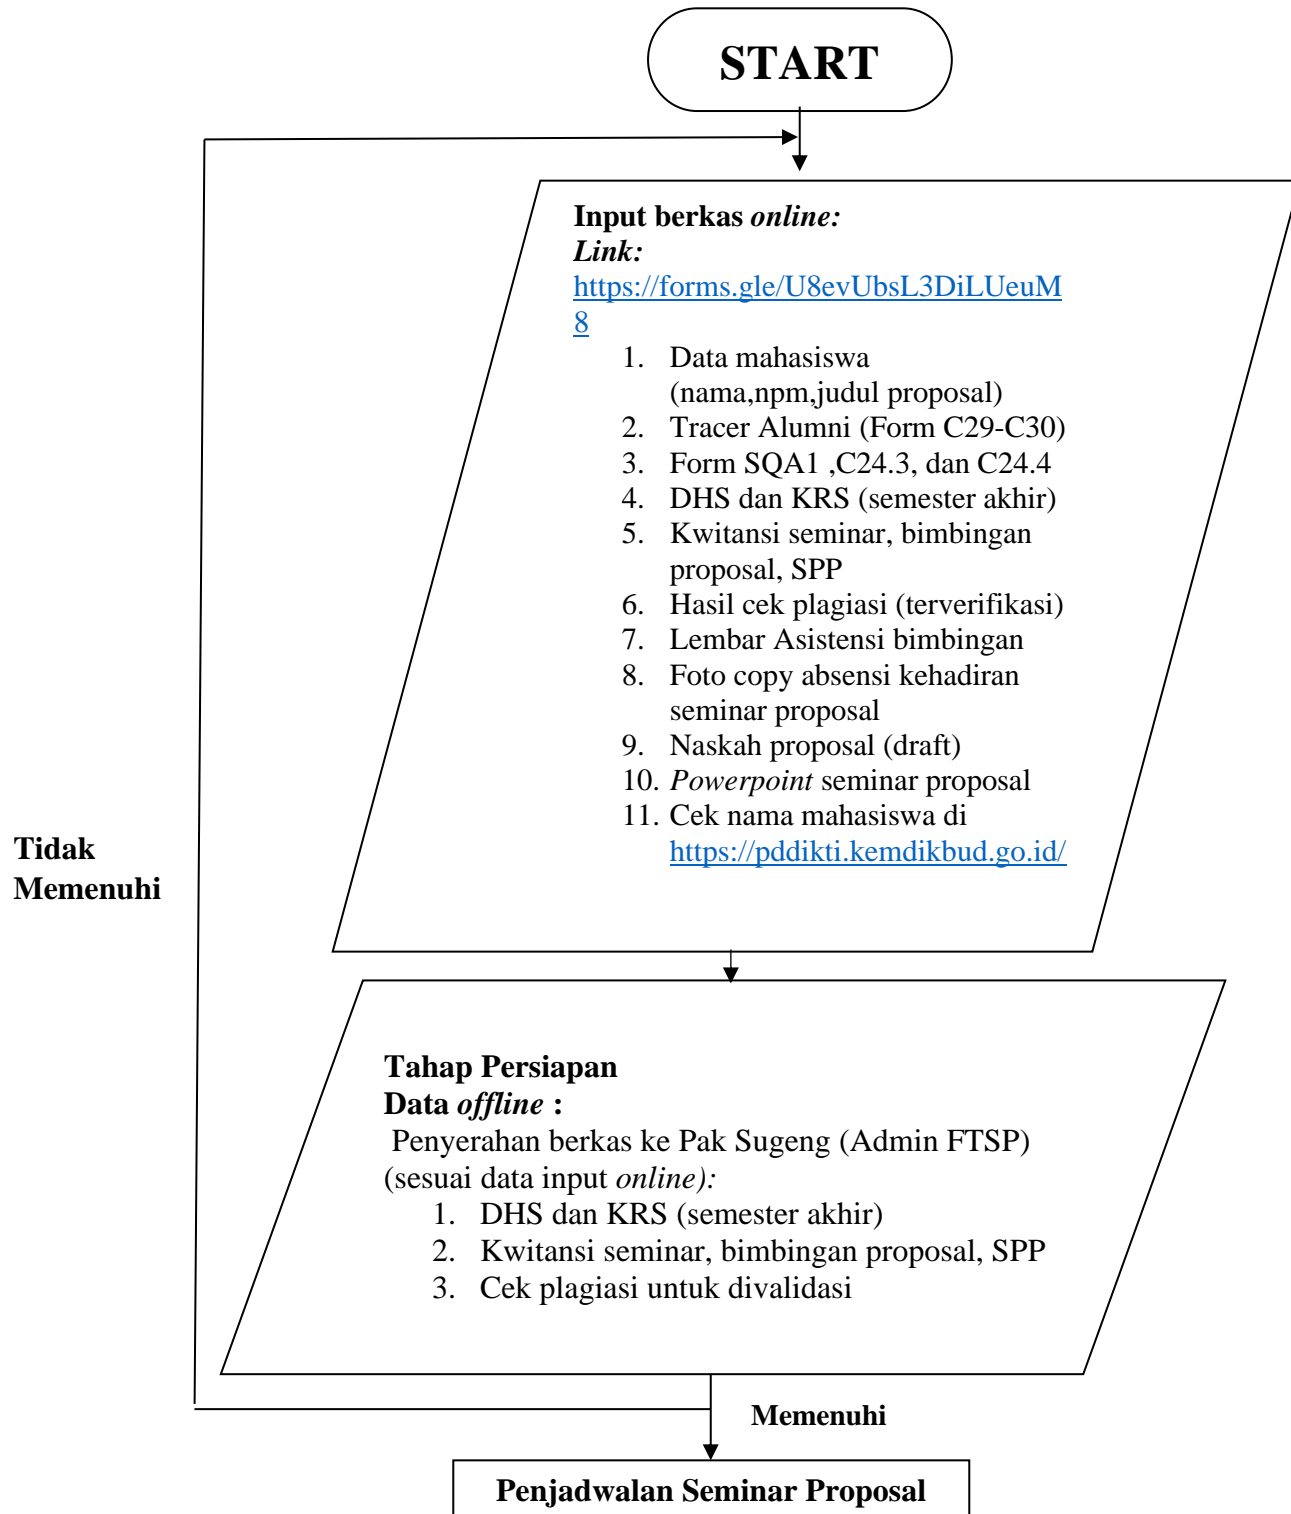 START
Input berkas online:
Link:
https://forms.gle/U8evUbsL3DiLUeuM
8
1. Data mahasiswa
(nama,npm,judul proposal)
2. Tracer Alumni (Form C29-C30)
3. Form SQA1 ,C24.3, dan C24.4
4. DHS dan KRS (semester akhir)
5. Kwitansi seminar, bimbingan
proposal, SPP
6. Hasil cek plagiasi (terverifikasi)
7. Lembar Asistensi bimbingan
8. Foto copy absensi kehadiran
seminar proposal
9. Naskah proposal (draft)
10. Powerpoint seminar proposal
11. Cek nama mahasiswa di
https://pddikti.kemdikbud.go.id/
Tidak
Memenuhi
Tahap Persiapan
Data offline :
Penyerahan berkas ke Pak Sugeng (Admin FTSP)
(sesuai data input online):
1. DHS dan KRS (semester akhir)
2. Kwitansi seminar, bimbingan proposal, SPP
3. Cek plagiasi untuk divalidasi
Memenuhi
Penjadwalan Seminar Proposal